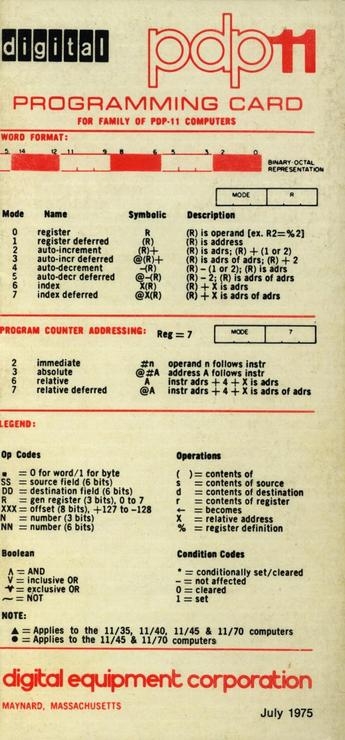 digital pdp11
PROGRAMMING CARD
FOR FAMILY OF PDP-11 COMPUTERS
WORD FORMAT:
5 14 12 11 9 8 6 5 3 2 0
BINARY-OCTAL
REPRESENTATION
MODE R
Mode Name Symbolic Description
0 register R (R) is operand [ex. R2=%2]
1 register deferred (R) (R) is address
2 auto-increment (R)+ (R) is adrs; (R) + (1 or 2)
3 auto-incr deferred @(R)+ (R) is adrs of adrs; (R) + 2
4 auto-decrement -(R) (R) - (1 or 2); (R) is adrs
5 auto-decr deferred @-(R) (R) - 2; (R) is adrs of adrs
6 index X(R) (R) + X is adrs
7 index deferred @X(R) (R) + X is adrs of adrs
PROGRAM COUNTER ADDRESSING: Reg = 7 MODE 7
2 immediate #n operand n follows instr
3 absolute @#A address A follows instr
6 relative A instr adrs + 4 + X is adrs
7 relative deferred @A instr adrs + 4 + X is adrs of adrs
LEGEND:
Op Codes Operations
■ = 0 for word/1 for byte ( ) = contents of
SS = source field (6 bits) s = contents of source
DD = destination field (6 bits) d = contents of destination
R = gen register (3 bits), 0 to 7 r = contents of register
XXX = offset (8 bits), +127 to -128 ← = becomes
N = number (3 bits) X = relative address
NN = number (6 bits) % = register definition
Boolean Condition Codes
∧ = AND * = conditionally set/cleared
∨ = inclusive OR - = not affected
⊻ = exclusive OR 0 = cleared
~ = NOT 1 = set
NOTE:
▲ = Applies to the 11/35, 11/40, 11/45 & 11/70 computers
● = Applies to the 11/45 & 11/70 computers
digital equipment corporation
MAYNARD, MASSACHUSETTS
July 1975